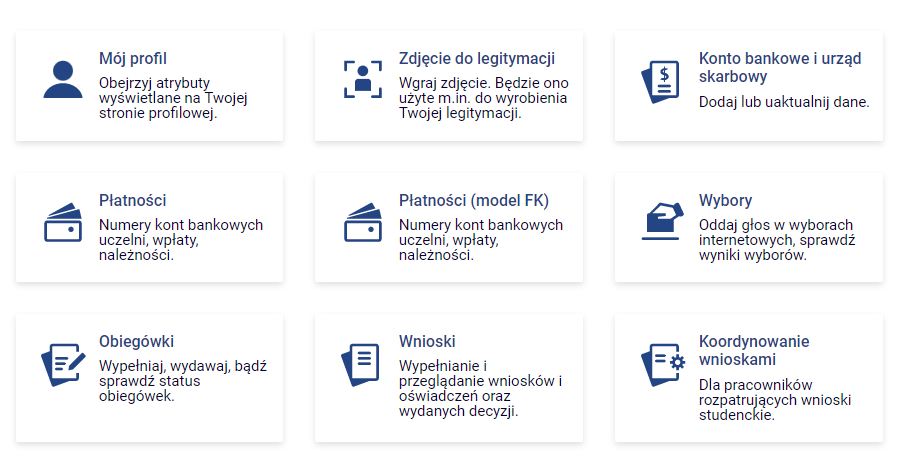 Mój profil
Obejrzyj atrybuty
wyświetlane na Twojej
stronie profilowej.
Zdjęcie do legitymacji
Wgraj zdjęcie. Będzie ono
użyte m.in. do wyrobienia
Twojej legitymacji.
Konto bankowe i urząd
skarbowy
Dodaj lub uaktualnij dane.
Płatności
Numery kont bankowych
uczelni, wpłaty,
należności.
Płatności (model FK)
Numery kont bankowych
uczelni, wpłaty,
należności.
Wybory
Oddaj głos w wyborach
internetowych, sprawdź
wyniki wyborów.
Obiegówki
Wypełniaj, wydawaj, bądź
sprawdź status
obiegówek.
Wnioski
Wypełnianie i
przeglądanie wniosków i
oświadczeń oraz
wydanych decyzji.
Koordynowanie
wnioskami
Dla pracowników
rozpatrujących wnioski
studenckie.